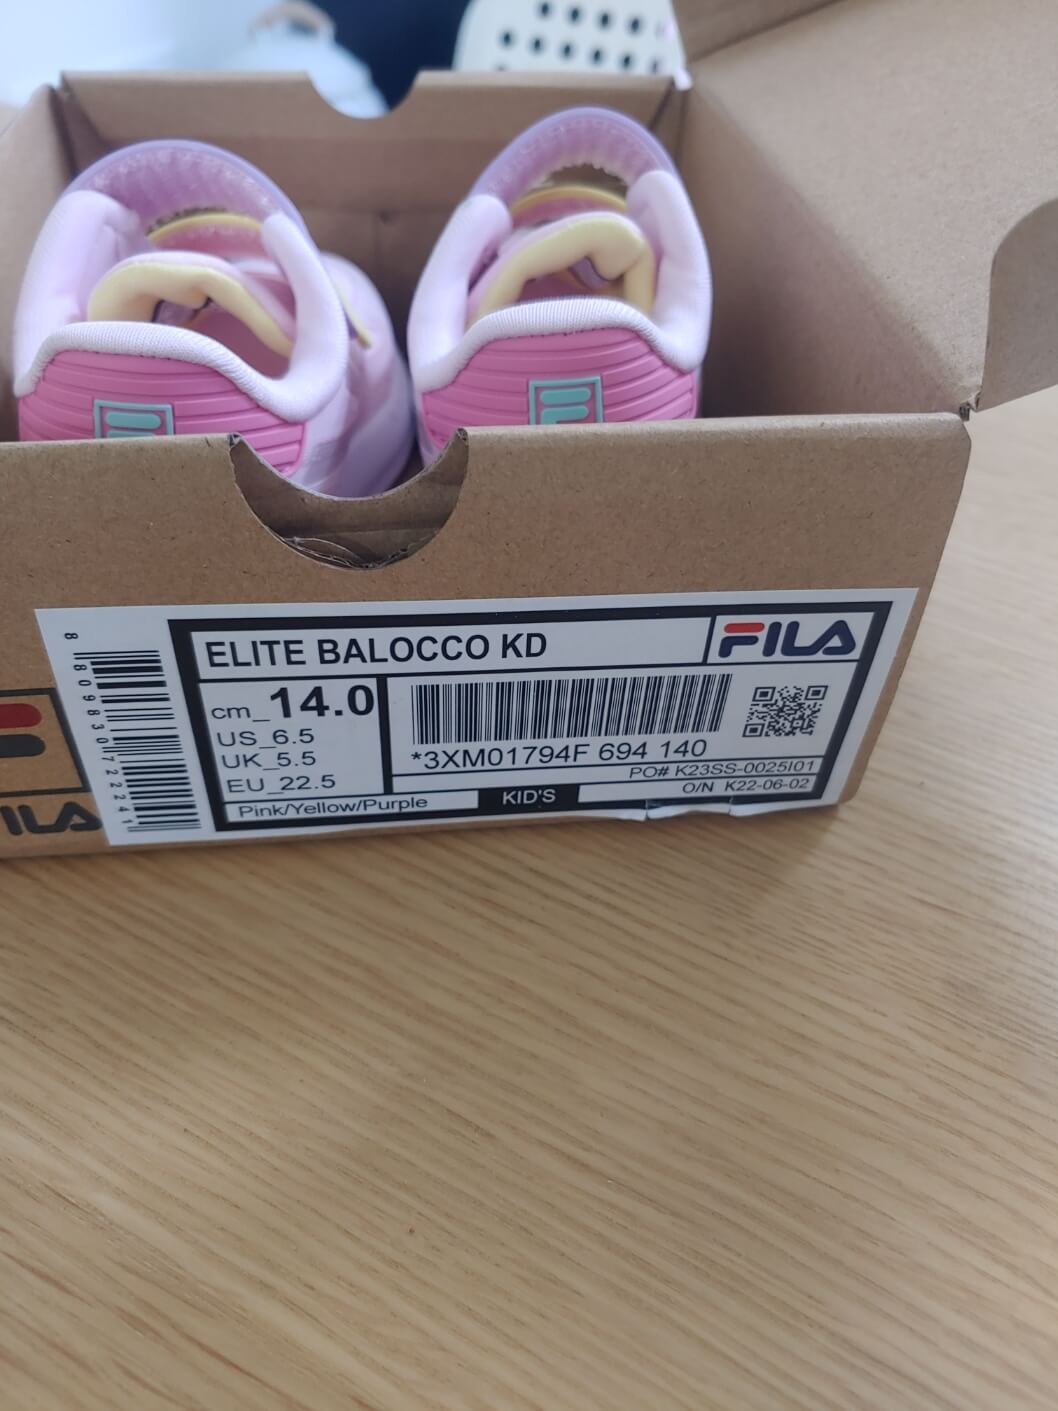 ELITE BALOCCO KD
FILA
cm_14.0
US_6.5
UK_5.5
EU_22.5
*3XM01794F 694 140
PO# K23SS-0025I01
O/N K22-06-02
Pink/Yellow/Purple
KID'S
8 809830 722241
ILA